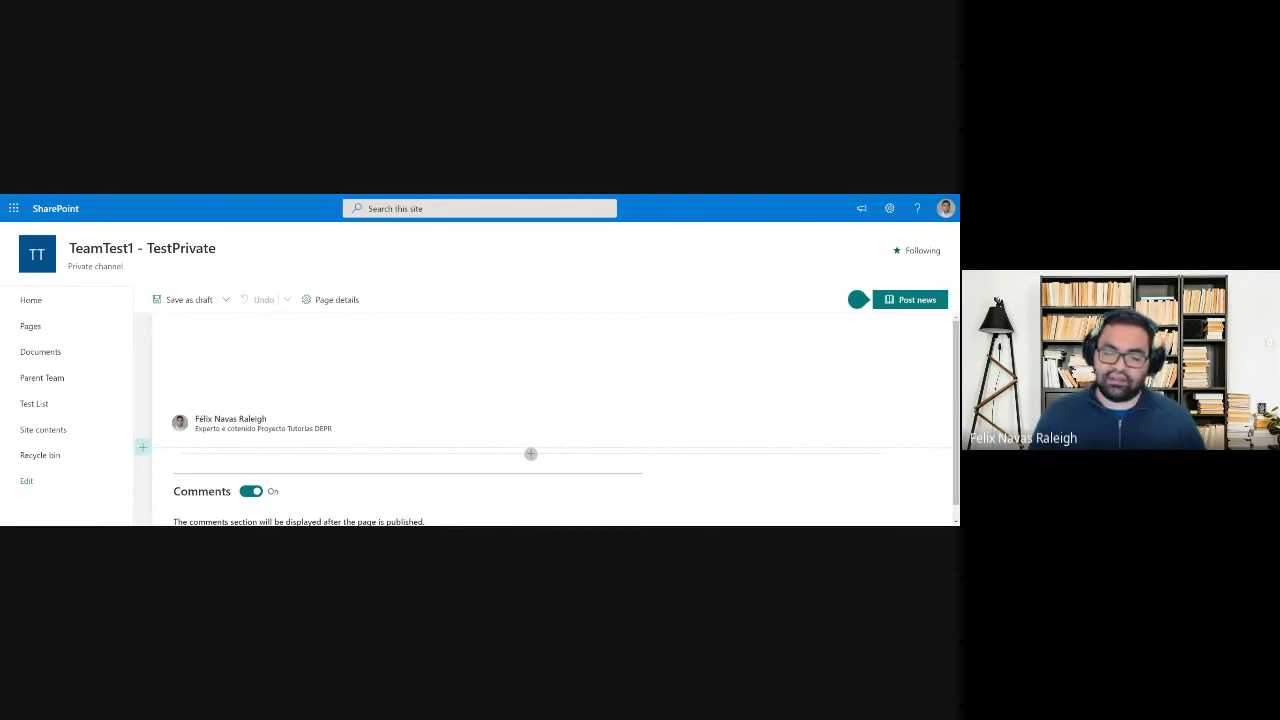 SharePoint
Search this site
TT
TeamTest1 - TestPrivate
Private channel
Following
Home
Pages
Documents
Parent Team
Test List
Site contents
Recycle bin
Edit
Save as draft
Undo
Page details
Post news
Félix Navas Raleigh
Experto e cotenido Proyecto Tutorias DEPR
Comments
On
The comments section will be displayed after the page is published.
Felix Navas Raleigh